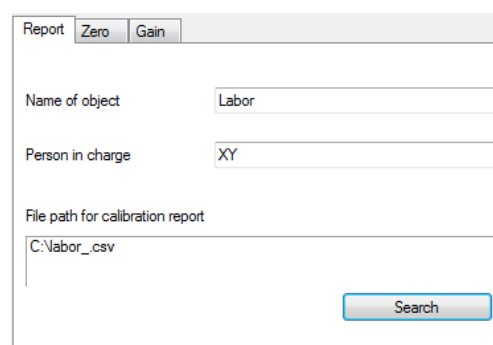 Report Zero Gain
Name of object Labor
Person in charge XY
File path for calibration report
C:\labor_.csv
Search